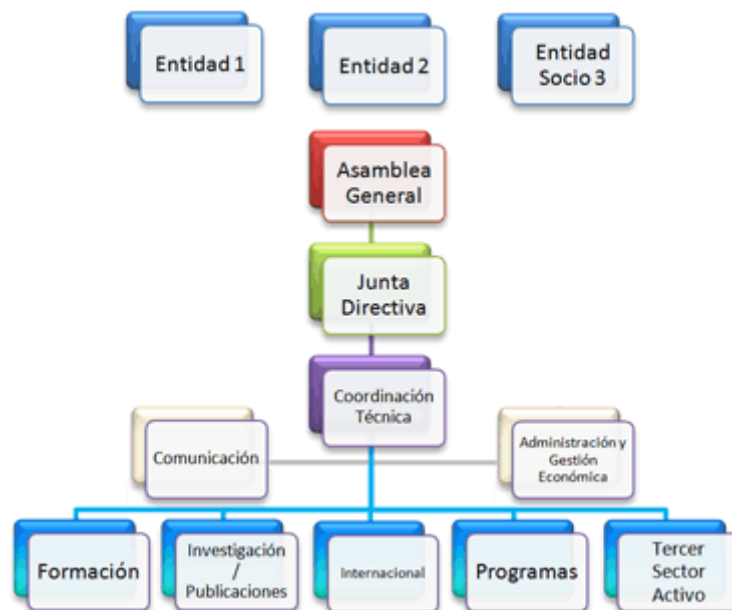 Entidad 1
Entidad 2
Entidad
Socio 3
Asamblea
General
Junta
Directiva
Coordinación
Técnica
Comunicación
Administración y
Gestión
Económica
Formación
Investigación
/
Publicaciones
Internacional
Programas
Tercer
Sector
Activo